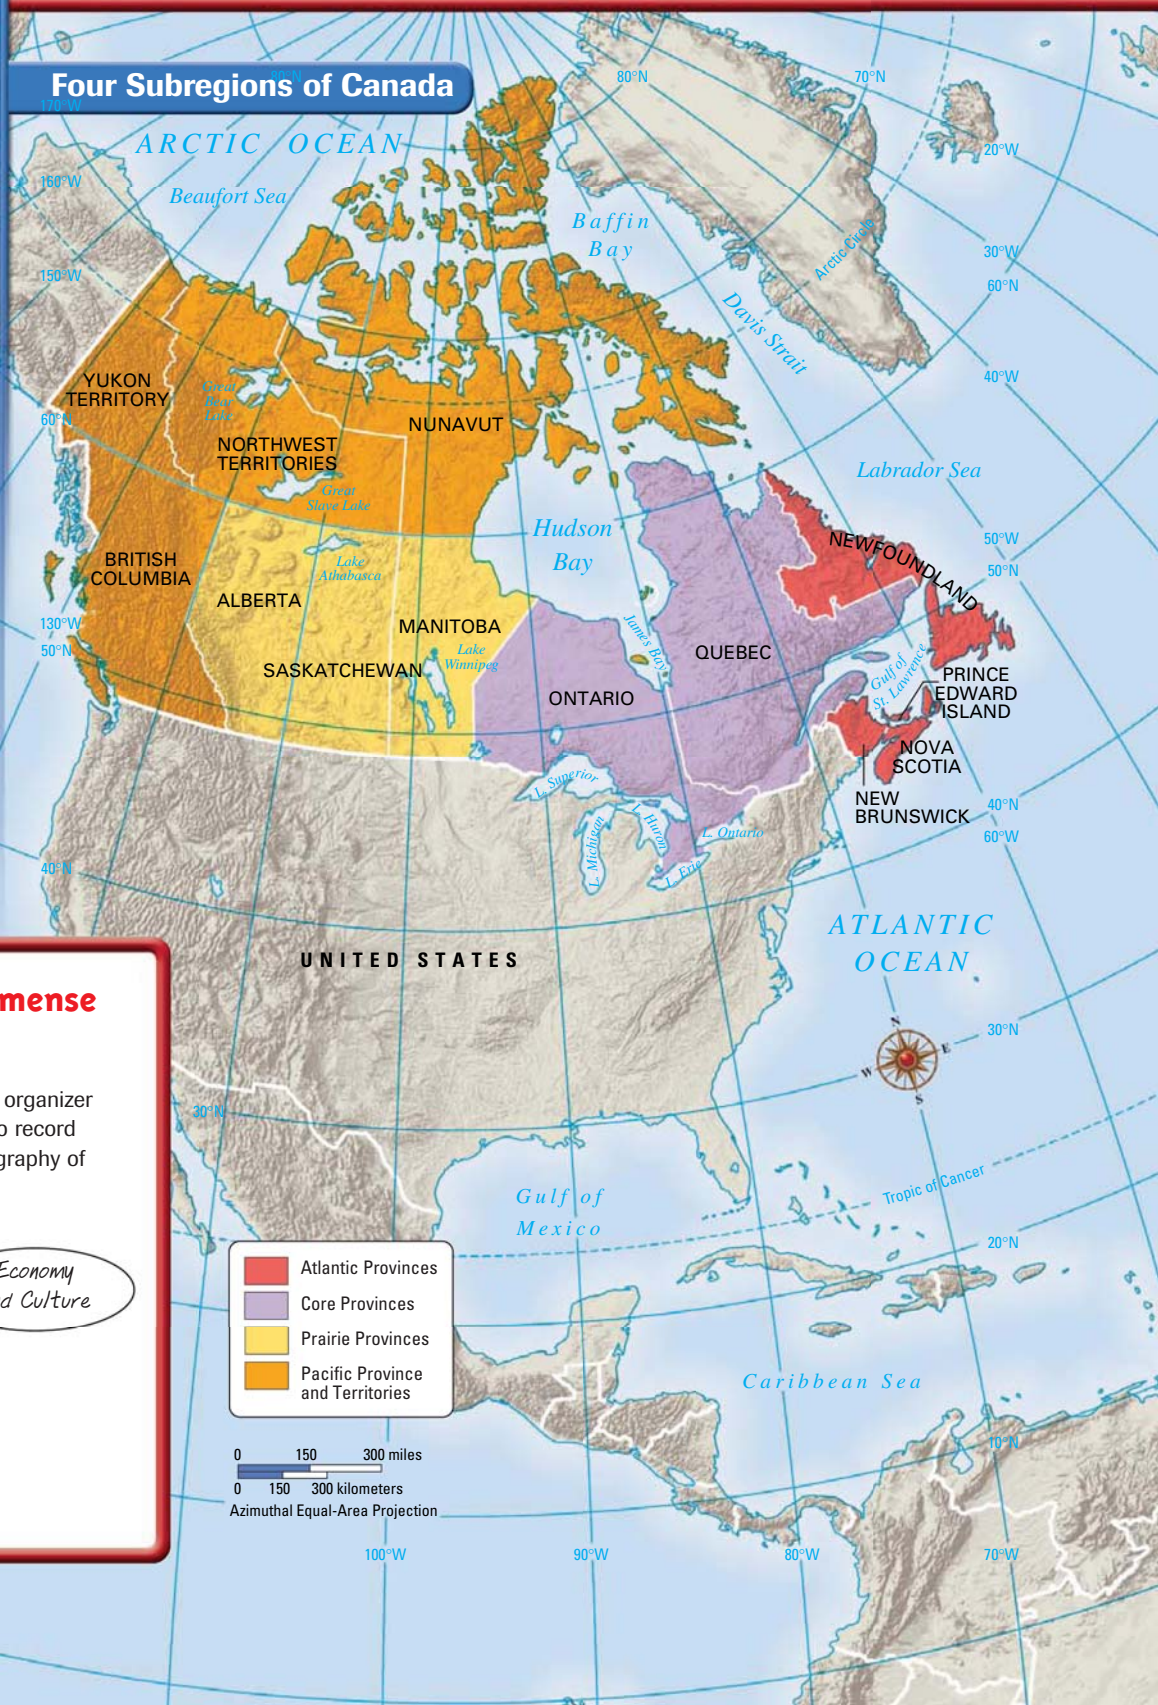 Four Subregions of Canada
80°N
80°N
70°N
170°W
ARCTIC OCEAN
20°W
160°W
Beaufort Sea
Baffin
Bay
Arctic Circle
30°W
150°W
60°N
Davis Strait
YUKON
TERRITORY
Great
Bear
Lake
40°W
60°N
NUNAVUT
NORTHWEST
TERRITORIES
Great
Slave Lake
Labrador Sea
Hudson
Bay
50°W
NEWFOUNDLAND
BRITISH
COLUMBIA
Lake
Athabasca
50°N
ALBERTA
130°W
MANITOBA
James Bay
50°N
Lake
Winnipeg
QUEBEC
Gulf of
St. Lawrence
SASKATCHEWAN
ONTARIO
PRINCE
EDWARD
ISLAND
NOVA
SCOTIA
L. Superior
NEW
BRUNSWICK
40°N
L. Huron
L. Ontario
60°W
L. Michigan
L. Erie
40°N
ATLANTIC
OCEAN
UNITED STATES
mense
N
E
W
S
30°N
organizer
o record
graphy of
30°N
Tropic of Cancer
Gulf of
Mexico
20°N
Economy
d Culture
Atlantic Provinces
Core Provinces
Prairie Provinces
Pacific Province
and Territories
Caribbean Sea
10°N
0 150 300 miles
0 150 300 kilometers
Azimuthal Equal-Area Projection
100°W
90°W
80°W
70°W